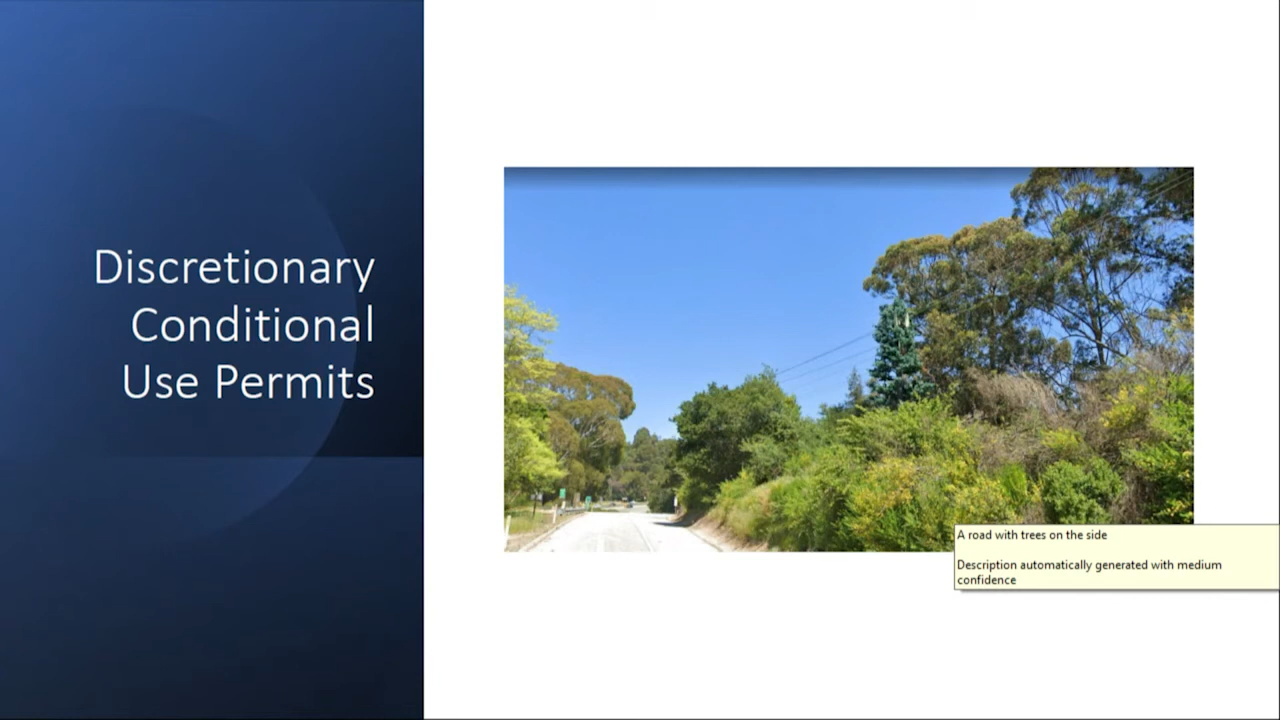 Discretionary
Conditional
Use Permits
A road with trees on the side
Description automatically generated with medium
confidence